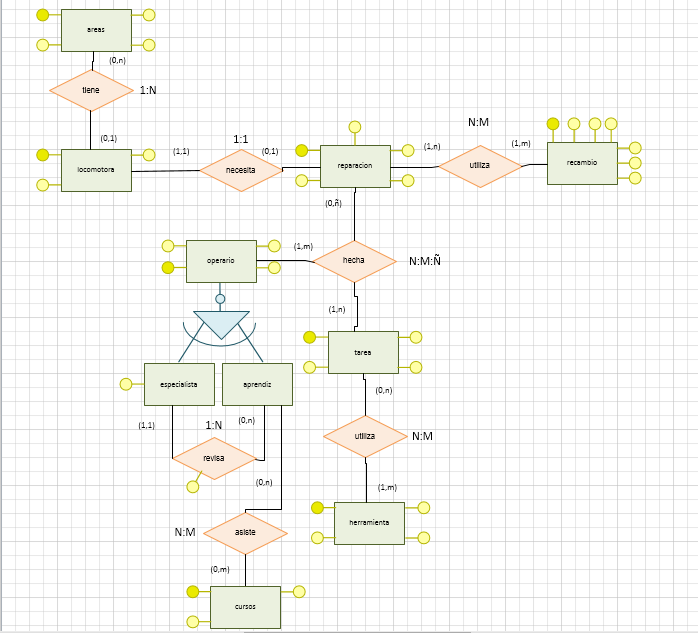 areas
(0,n)
tiene
1:N
(0,1)
locomotora
(1,1)
1:1
(0,1)
necesita
reparacion
(1,n)
N:M
(1,m)
utiliza
recambio
(0,ñ)
operario
(1,m)
hecha
N:M:Ñ
(1,n)
tarea
especialista
aprendiz
(0,n)
(1,1)
1:N
(0,n)
utiliza
N:M
revisa
(0,n)
(1,m)
herramienta
N:M
asiste
(0,m)
cursos